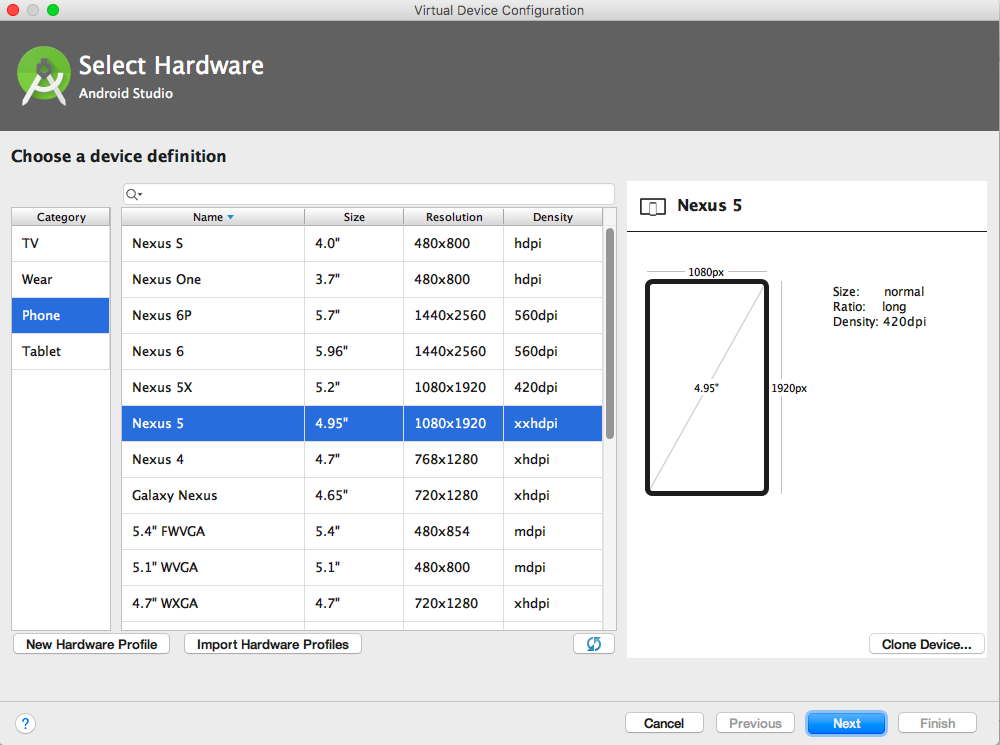 Virtual Device Configuration
Select Hardware
Android Studio
Choose a device definition
Category
TV
Wear
Phone
Tablet
Name Size Resolution Density
Nexus S 4.0" 480x800 hdpi
Nexus One 3.7" 480x800 hdpi
Nexus 6P 5.7" 1440x2560 560dpi
Nexus 6 5.96" 1440x2560 560dpi
Nexus 5X 5.2" 1080x1920 420dpi
Nexus 5 4.95" 1080x1920 xxhdpi
Nexus 4 4.7" 768x1280 xhdpi
Galaxy Nexus 4.65" 720x1280 xhdpi
5.4" FWVGA 5.4" 480x854 mdpi
5.1" WVGA 5.1" 480x800 mdpi
4.7" WXGA 4.7" 720x1280 xhdpi
New Hardware Profile Import Hardware Profiles
Nexus 5
1080px
4.95"
1920px
Size: normal
Ratio: long
Density: 420dpi
Clone Device...
? Cancel Previous Next Finish